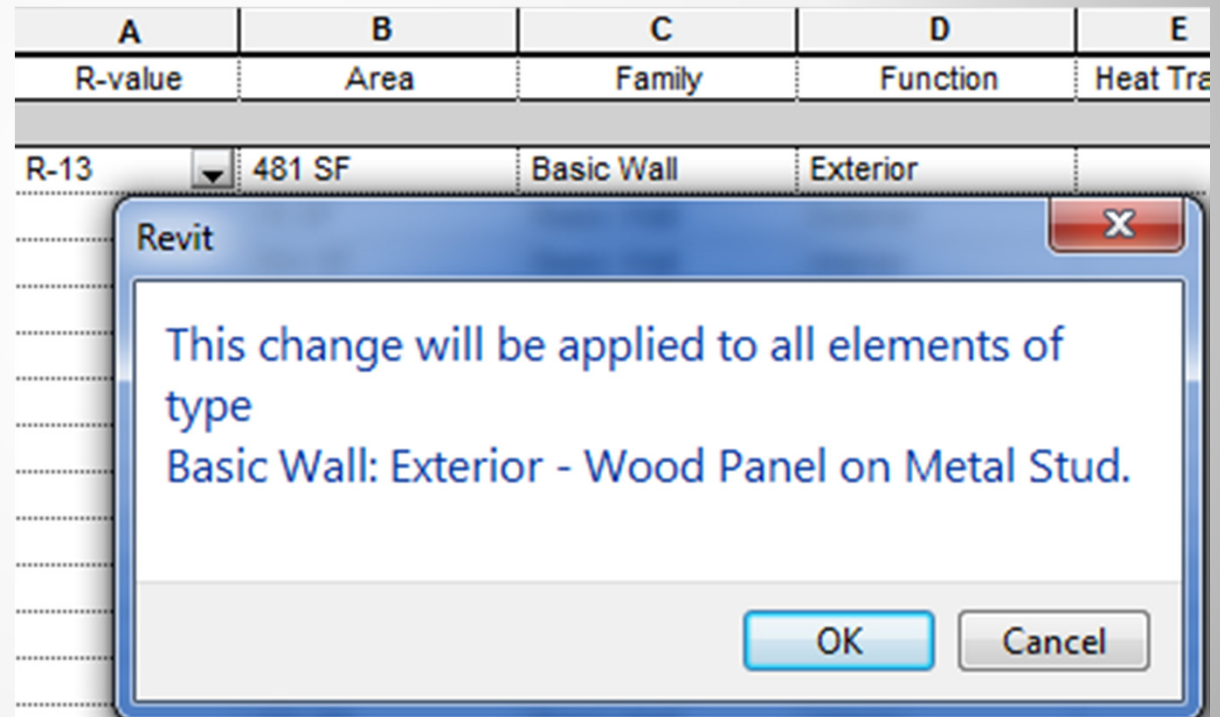 A B C D E
R-value Area Family Function Heat Tra
R-13 481 SF Basic Wall Exterior
Revit
This change will be applied to all elements of
type
Basic Wall: Exterior - Wood Panel on Metal Stud.
OK Cancel